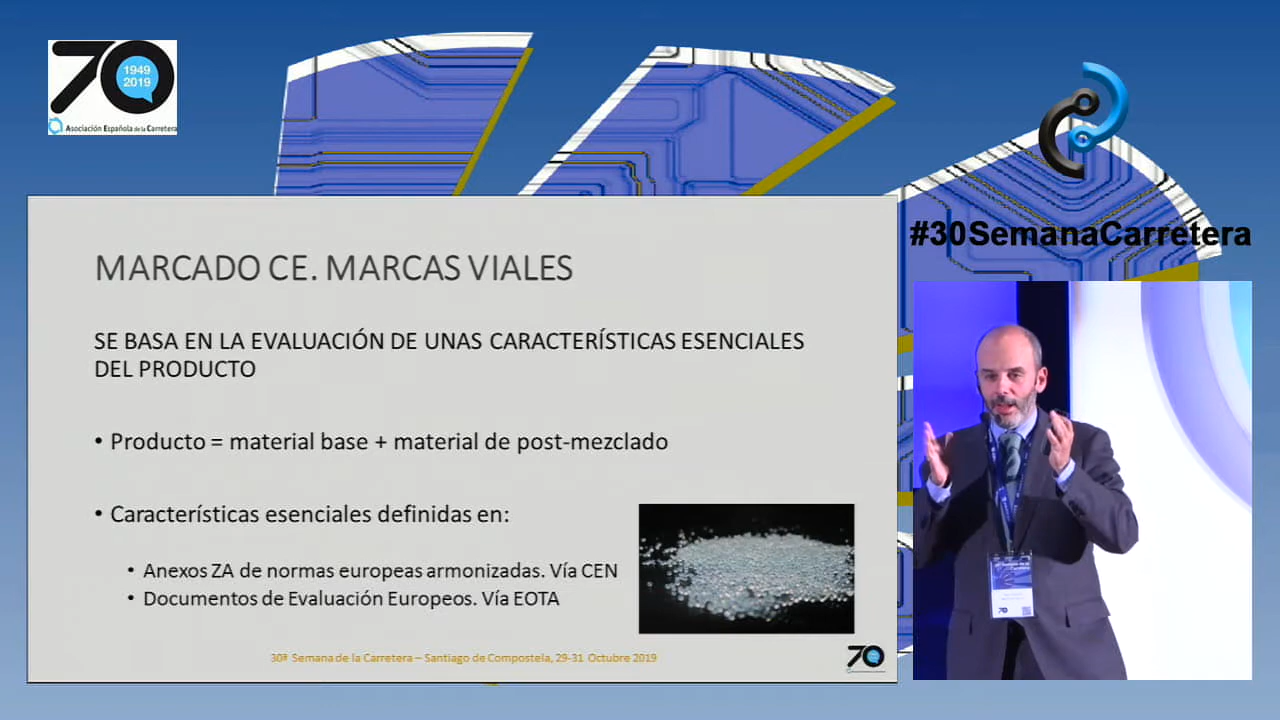 70
1949
2019
Asociación Española de la Carretera
#30SemanaCarretera
MARCADO CE. MARCAS VIALES
SE BASA EN LA EVALUACIÓN DE UNAS CARACTERÍSTICAS ESENCIALES
DEL PRODUCTO
• Producto = material base + material de post-mezclado
• Características esenciales definidas en:
• Anexos ZA de normas europeas armonizadas. Vía CEN
• Documentos de Evaluación Europeos. Vía EOTA
30ª Semana de la Carretera – Santiago de Compostela, 29-31 Octubre 2019
70
70